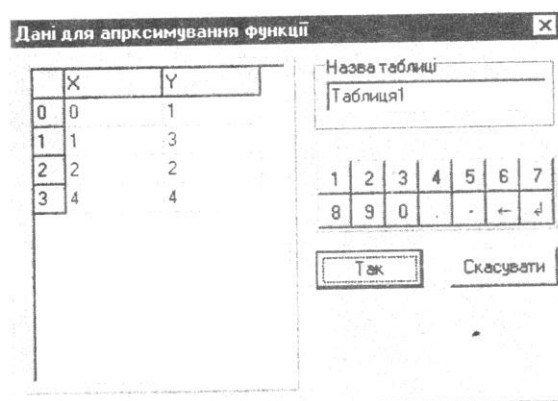 Дані для апрксимування функції
X Y
0 0 1
1 1 3
2 2 2
3 4 4
Назва таблиці
Таблиця1
1 2 3 4 5 6 7
8 9 0 . - ← ↲
Так Скасувати